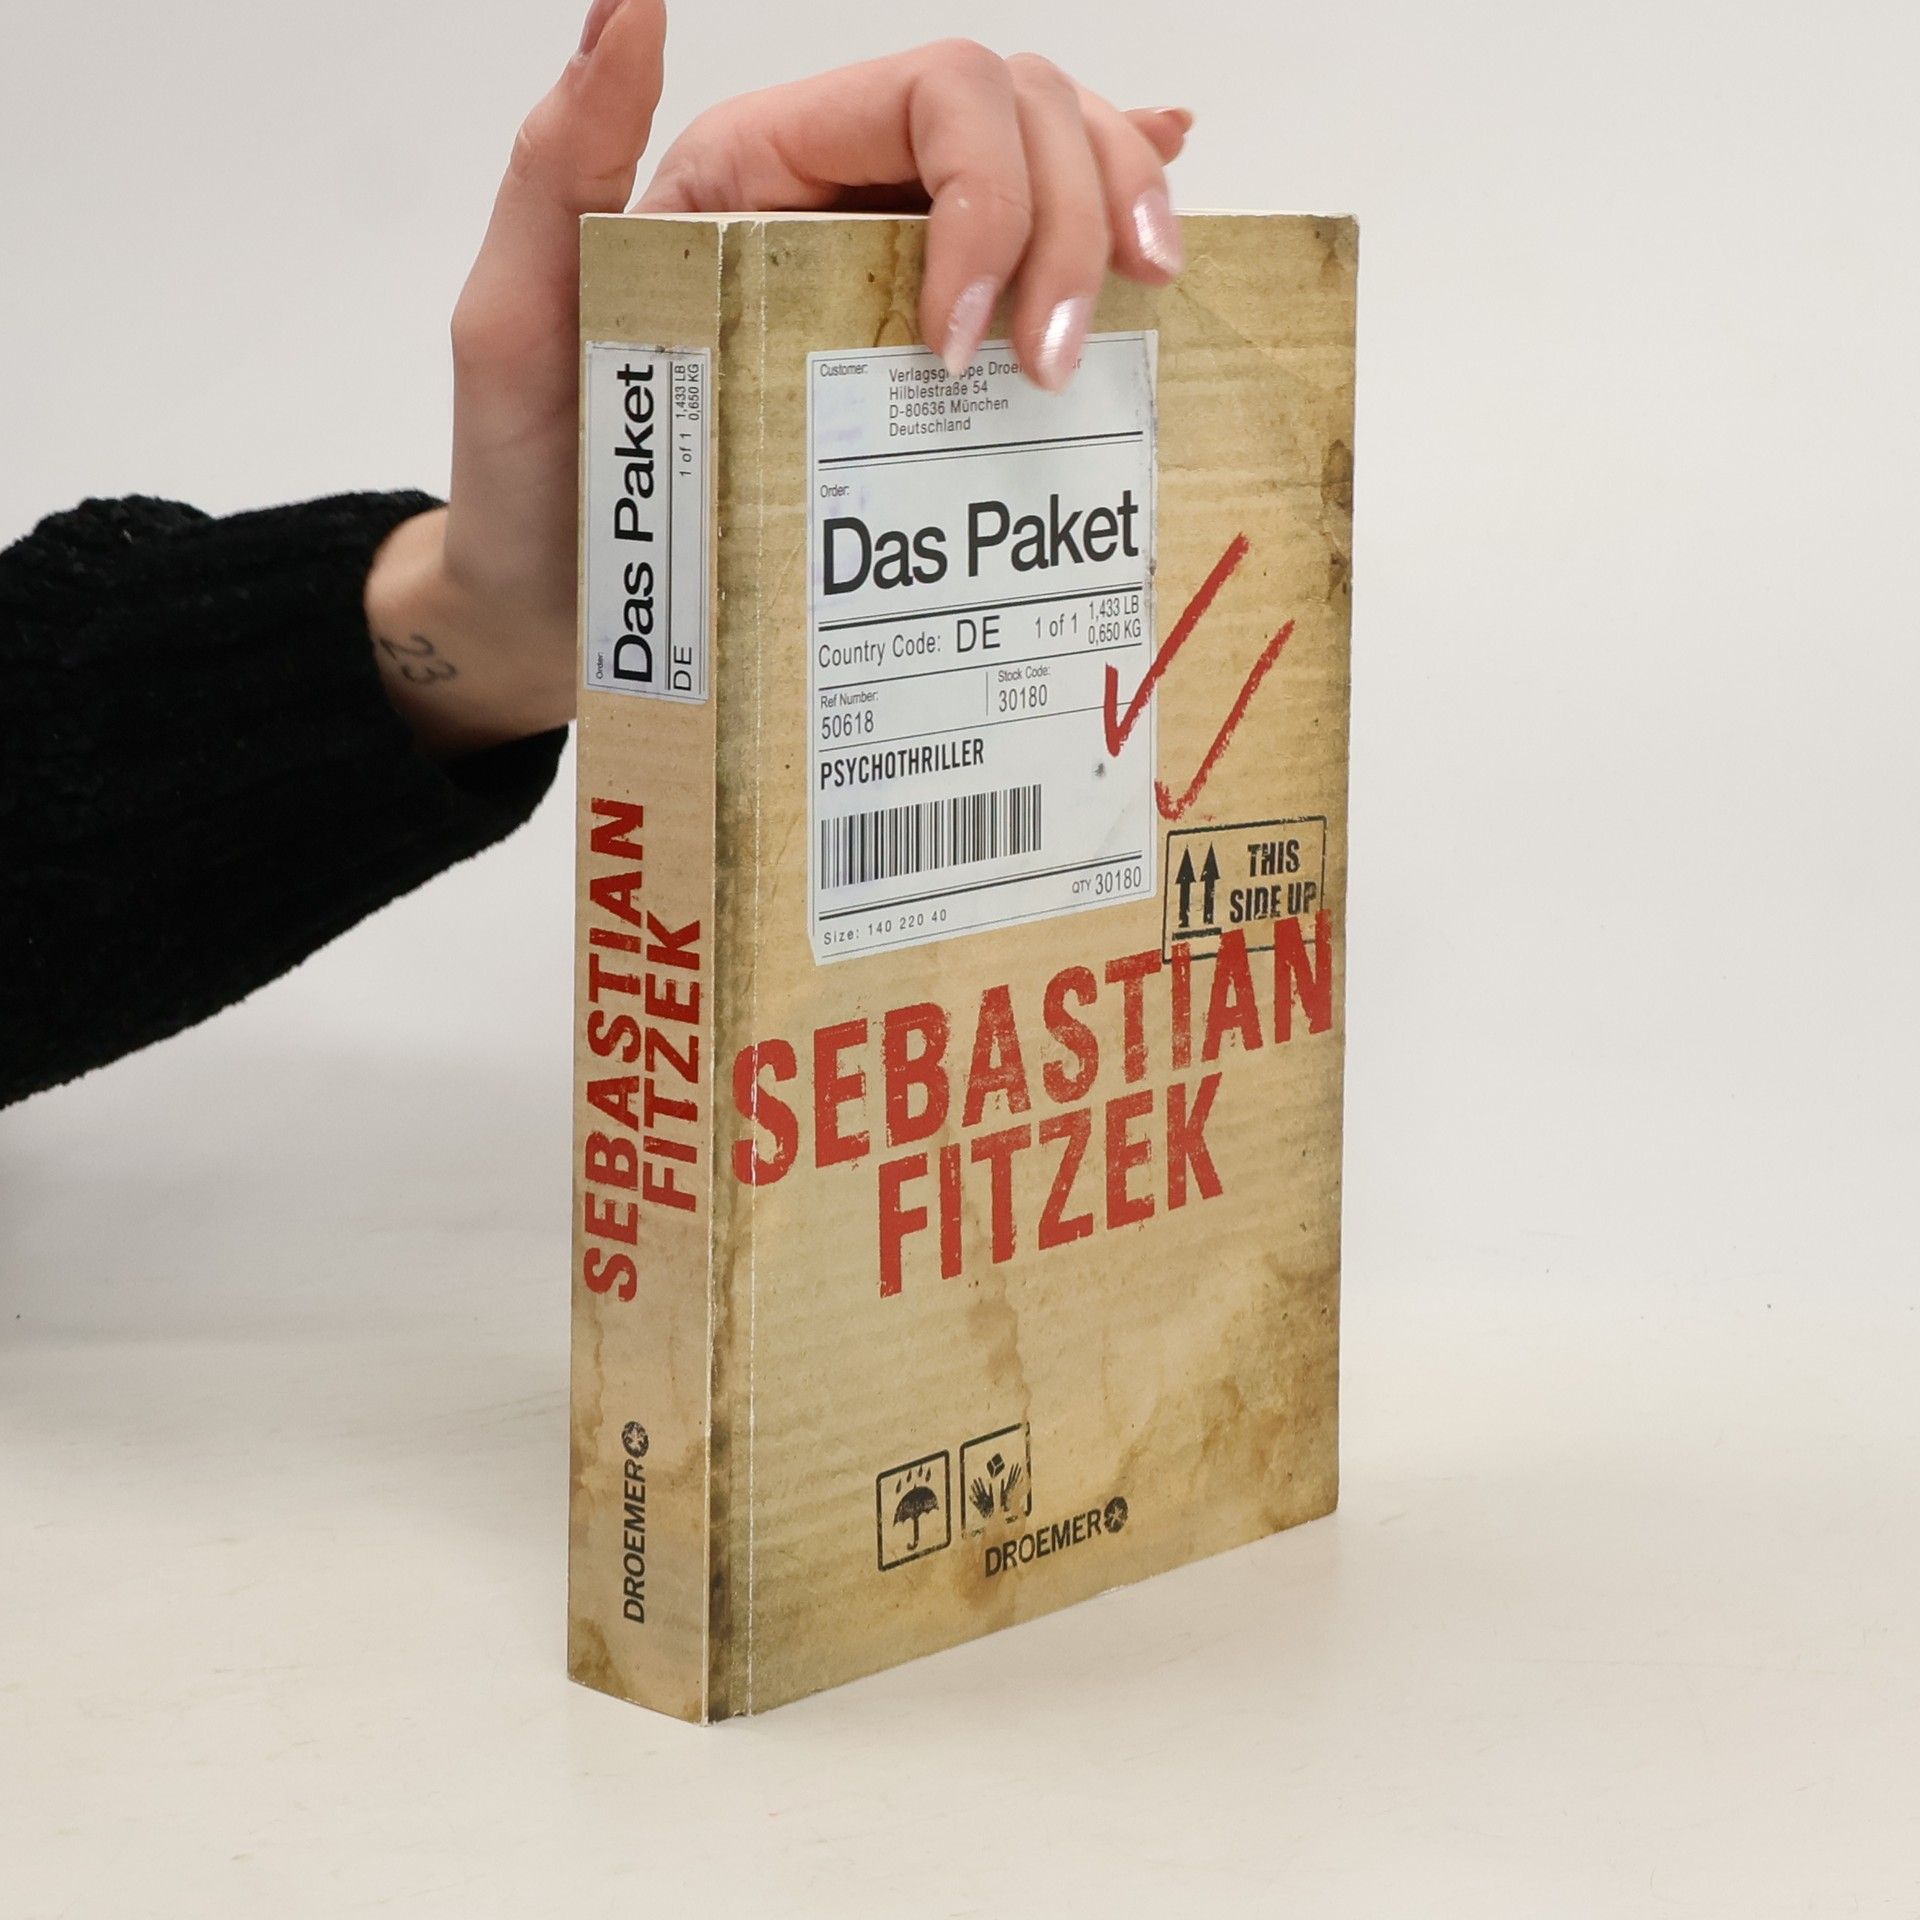 Das Paket
Order:
DE
1 of 1
1,433 LB
0,650 KG
SEBASTIAN
FITZEK
DROEMER
Customer:
Hilblestraße 54
D-80636 München
Deutschland
Order:
Das Paket
Country Code: DE
1 of 1
1,433 LB
0,650 KG
Ref Number:
50618
Stock Code:
30180
PSYCHOTHRILLER
QTY 30180
Size: 140 220 40
THIS
SIDE UP
SEBASTIAN
FITZEK
DROEMER
23